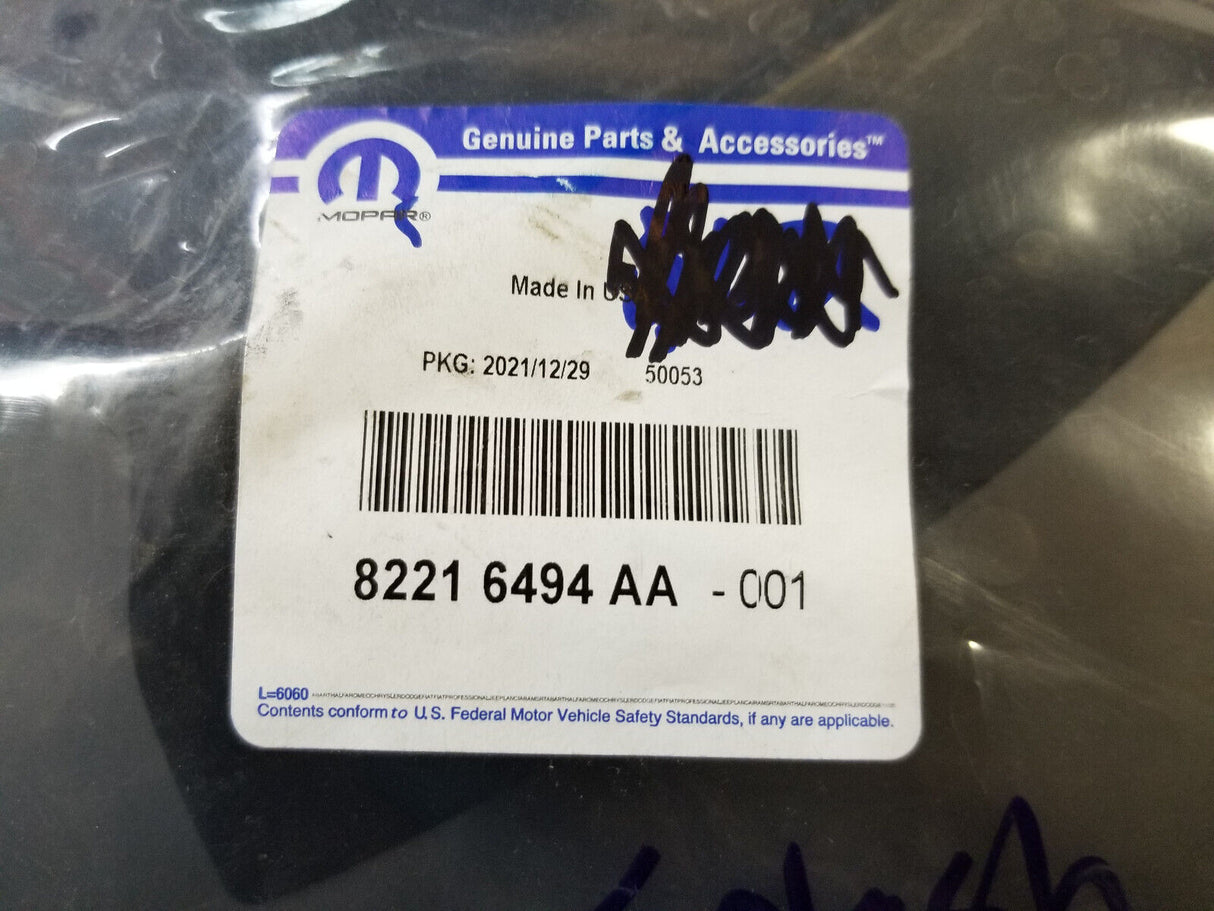 Genuine Parts & Accessories™
MOPAR®
Made In US
PKG: 2021/12/29 50053
8221 6494 AA - 001
L=6060
Contents conform to U.S. Federal Motor Vehicle Safety Standards, if any are applicable.